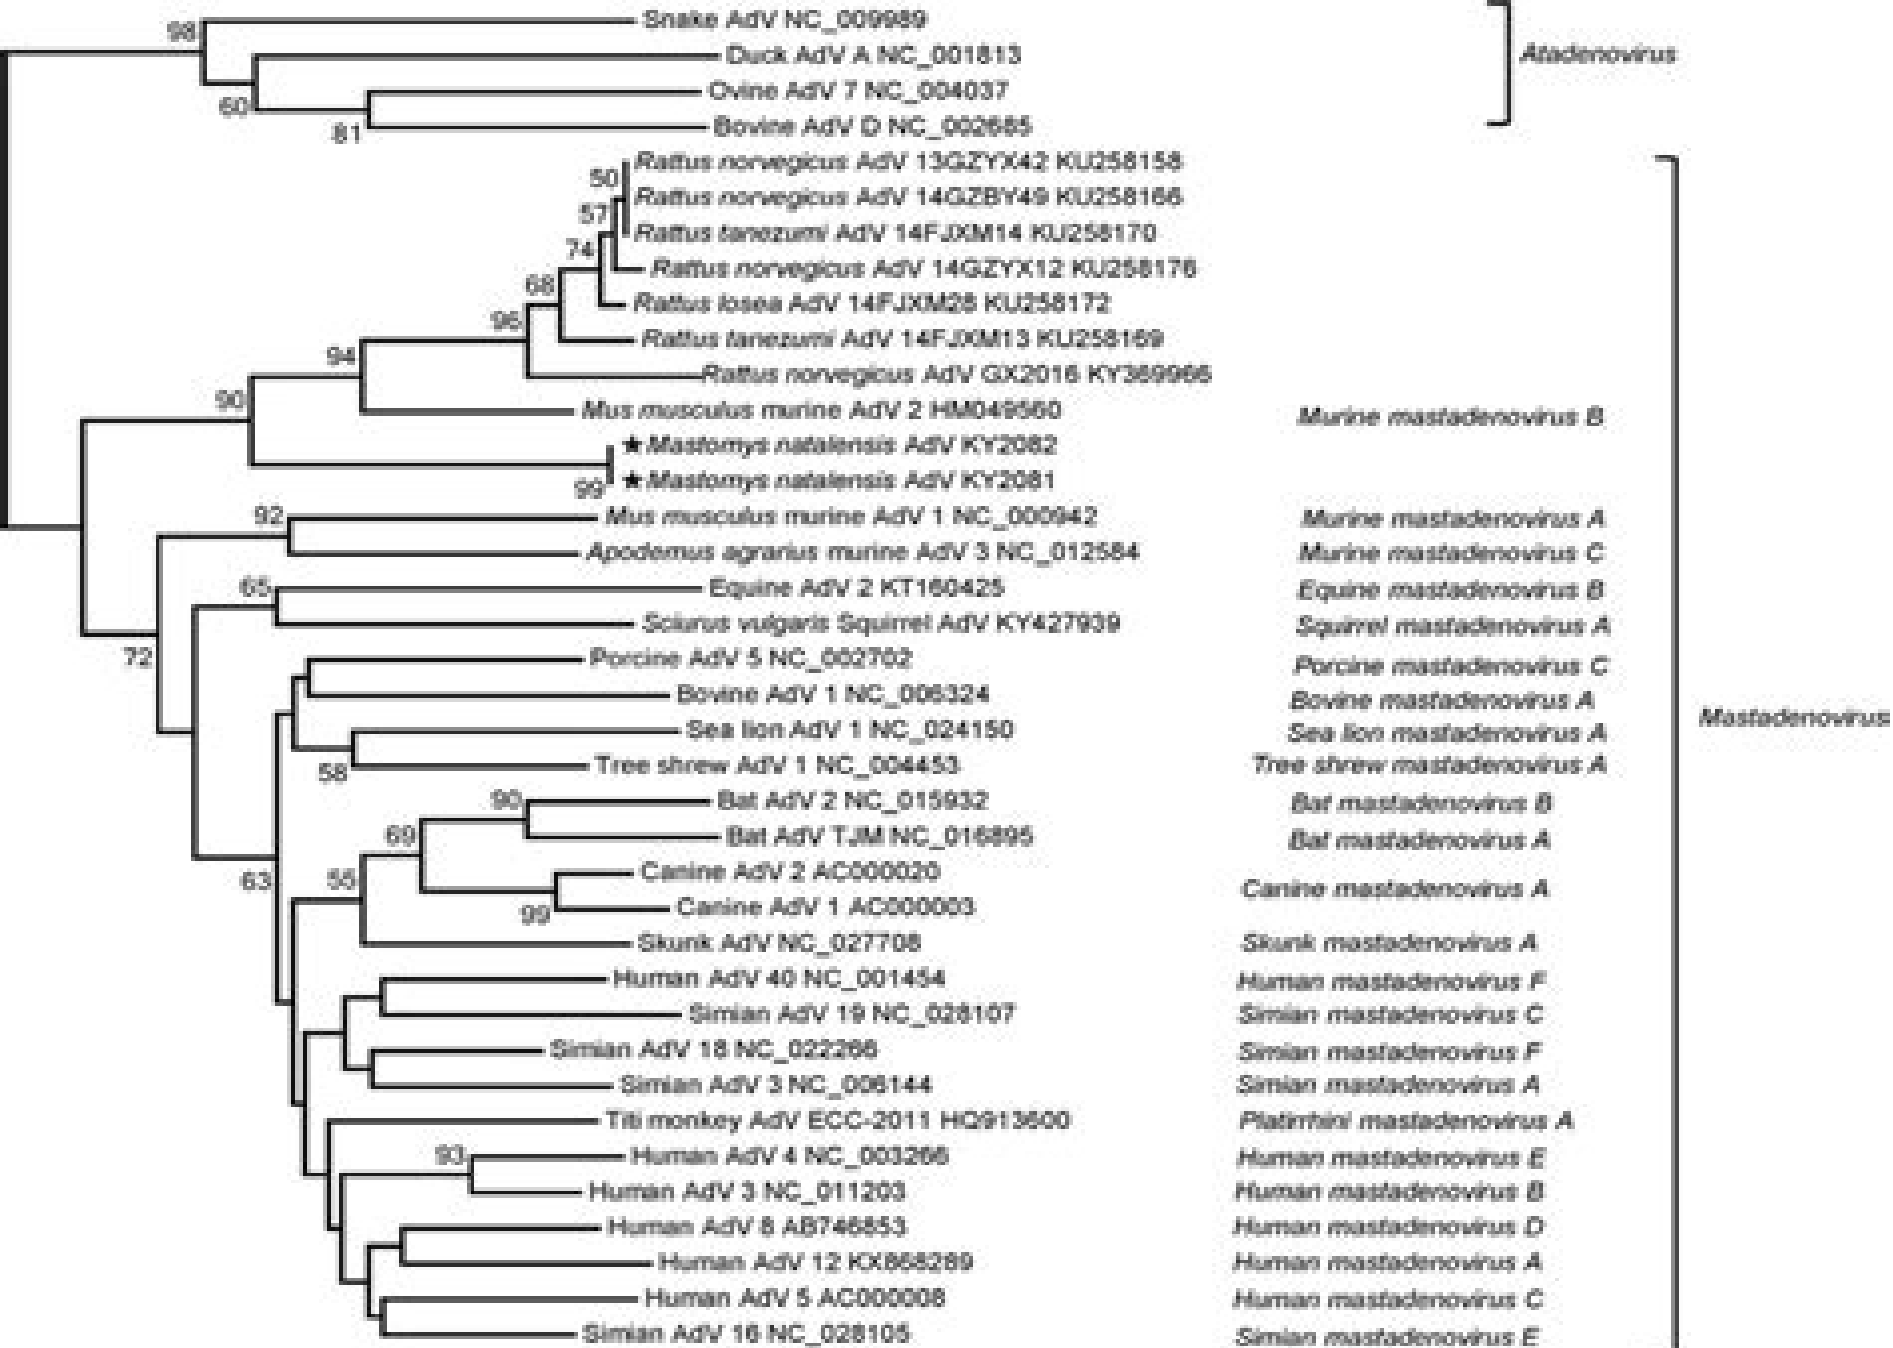 98
Snake AdV NC_009989
Duck AdV A NC_001813
Atadenovirus
60
Ovine AdV 7 NC_004037
81
Bovine AdV D NC_002685
Rattus norvegicus AdV 13GZYX42 KU258158
50
Rattus norvegicus AdV 14GZBY49 KU258166
57
Rattus tanezumi AdV 14FJXM14 KU258170
74
Rattus norvegicus AdV 14GZYX12 KU258176
68
Rattus losea AdV 14FJXM28 KU258172
96
Rattus tanezumi AdV 14FJXM13 KU258169
94
Rattus norvegicus AdV GX2016 KY369966
90
Mus musculus murine AdV 2 HM049560
Murine mastadenovirus B
★Mastomys natalensis AdV KY2082
99
★Mastomys natalensis AdV KY2081
92
Mus musculus murine AdV 1 NC_000942
Murine mastadenovirus A
Apodemus agrarius murine AdV 3 NC_012584
Murine mastadenovirus C
65
Equine AdV 2 KT160425
Equine mastadenovirus B
Sciurus vulgaris Squirrel AdV KY427939
Squirrel mastadenovirus A
72
Porcine AdV 5 NC_002702
Porcine mastadenovirus C
Bovine AdV 1 NC_006324
Bovine mastadenovirus A
Mastadenovirus
Sea lion AdV 1 NC_024150
Sea lion mastadenovirus A
58
Tree shrew AdV 1 NC_004453
Tree shrew mastadenovirus A
90
Bat AdV 2 NC_015932
Bat mastadenovirus B
69
Bat AdV TJM NC_016895
Bat mastadenovirus A
63
55
Canine AdV 2 AC000020
Canine mastadenovirus A
99
Canine AdV 1 AC000003
Skunk AdV NC_027708
Skunk mastadenovirus A
Human AdV 40 NC_001454
Human mastadenovirus F
Simian AdV 19 NC_028107
Simian mastadenovirus C
Simian AdV 18 NC_022266
Simian mastadenovirus F
Simian AdV 3 NC_006144
Simian mastadenovirus A
Titi monkey AdV ECC-2011 HQ913600
Platirrhini mastadenovirus A
93
Human AdV 4 NC_003266
Human mastadenovirus E
Human AdV 3 NC_011203
Human mastadenovirus B
Human AdV 8 AB746853
Human mastadenovirus D
Human AdV 12 KX868289
Human mastadenovirus A
Human AdV 5 AC000008
Human mastadenovirus C
Simian AdV 16 NC_028105
Simian mastadenovirus E